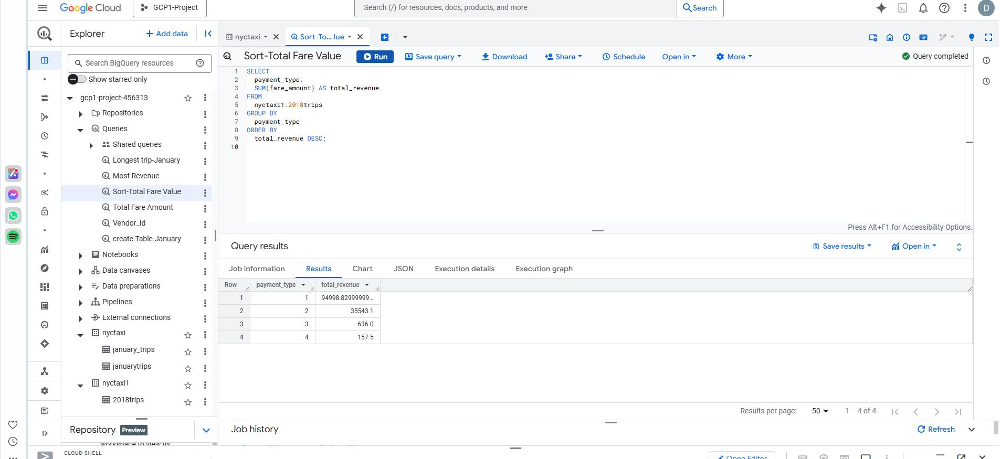 Google Cloud
GCP1-Project
Search (/) for resources, docs, products, and more
Search
D
Explorer
+ Add data
Search BigQuery resources
Show starred only
gcp1-project-456313
Repositories
Queries
Shared queries
Longest trip-January
Most Revenue
Sort-Total Fare Value
Total Fare Amount
Vendor_Id
create Table-January
Notebooks
Data canvases
Data preparations
Pipelines
External connections
nyctaxi
january_trips
januarytrips
nyctaxi1
2018trips
Repository Preview
workspace to view its
nyctaxi
Sort-To... lue
Sort-Total Fare Value
Run
Save query
Download
Share
Schedule
Open in
More
Query completed
1 SELECT
2 payment_type,
3 SUM(fare_amount) AS total_revenue
4 FROM
5 nyctaxi1.2018trips
6 GROUP BY
7 payment_type
8 ORDER BY
9 total_revenue DESC;
10
Press Alt+F1 for Accessibility Options.
Query results
Save results
Open in
Job information Results Chart JSON Execution details Execution graph
Row payment_type total_revenue
1 1 94998.82999999...
2 2 35543.1
3 3 636.0
4 4 157.5
Results per page: 50 1 – 4 of 4
Job history
Refresh
CLOUD SHELL
Open Editor